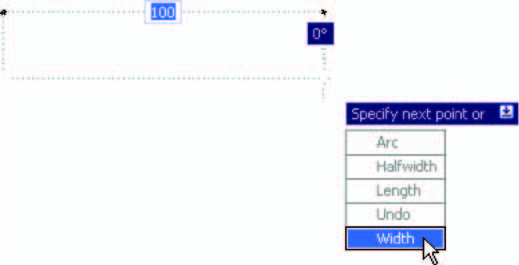 100
0°
Specify next point or
Arc
Halfwidth
Length
Undo
Width